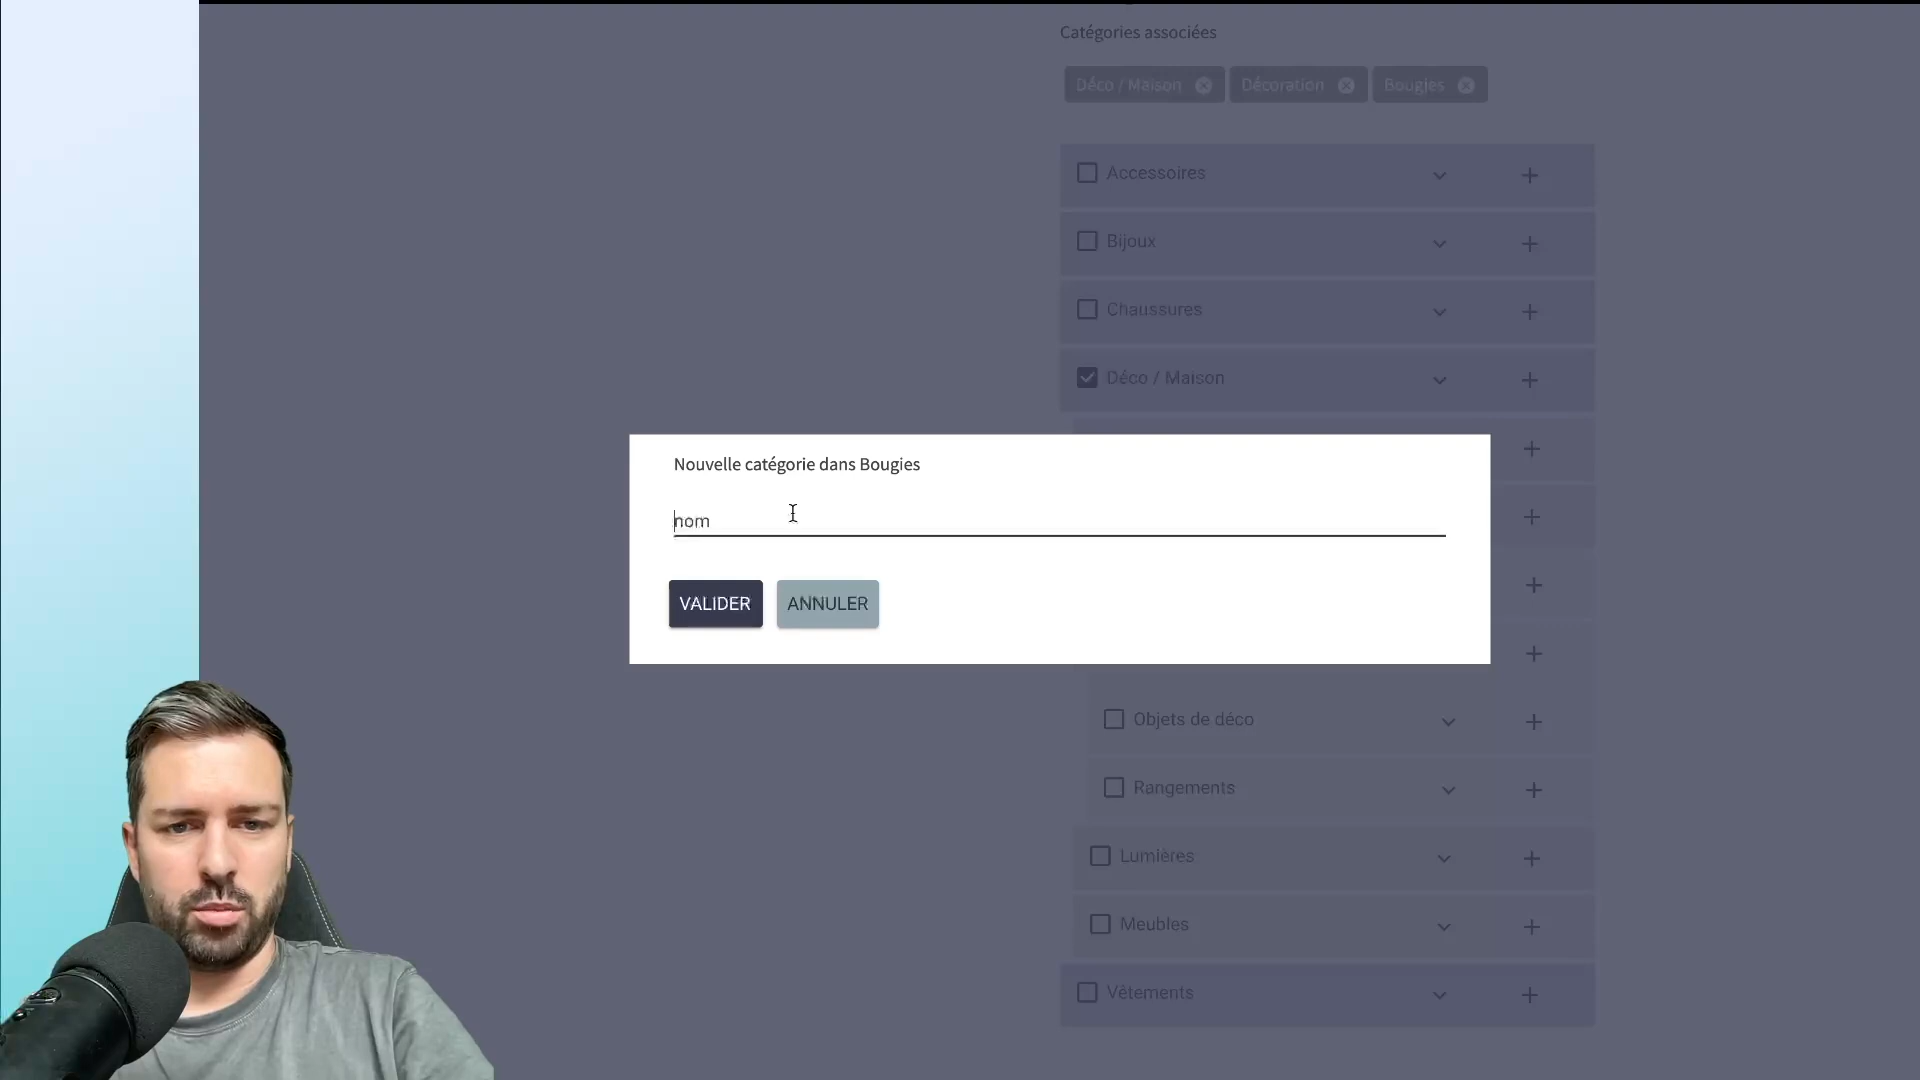 Catégories associées
Déco / Maison
Décoration
Bougies
Accessoires
Bijoux
Chaussures
Déco / Maison
Nouvelle catégorie dans Bougies
nom
VALIDER
ANNULER
Objets de déco
Rangements
Lumières
Meubles
Vêtements